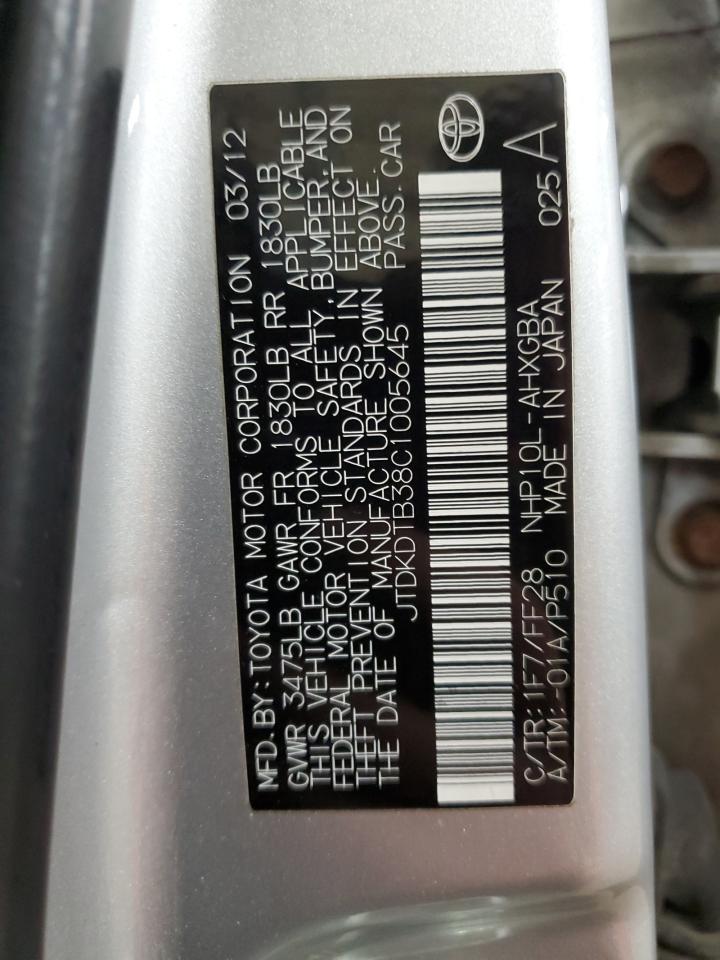 MFD.BY:TOYOTA MOTOR CORPORATION 03/12
GVWR 3475LB GAWR FR 1830LB RR 1830LB
THIS VEHICLE CONFORMS TO ALL APPLICABLE
FEDERAL MOTOR VEHICLE SAFETY,BUMPER,AND
THEFT PREVENTION STANDARDS IN EFFECT ON
THE DATE OF MANUFACTURE SHOWN ABOVE.
JTDKDTB38C1005645 PASS.CAR
C/TR:1F7/FF28 NHP10L-AHXGBA 025
A/TM:-01A/P510 MADE IN JAPAN A